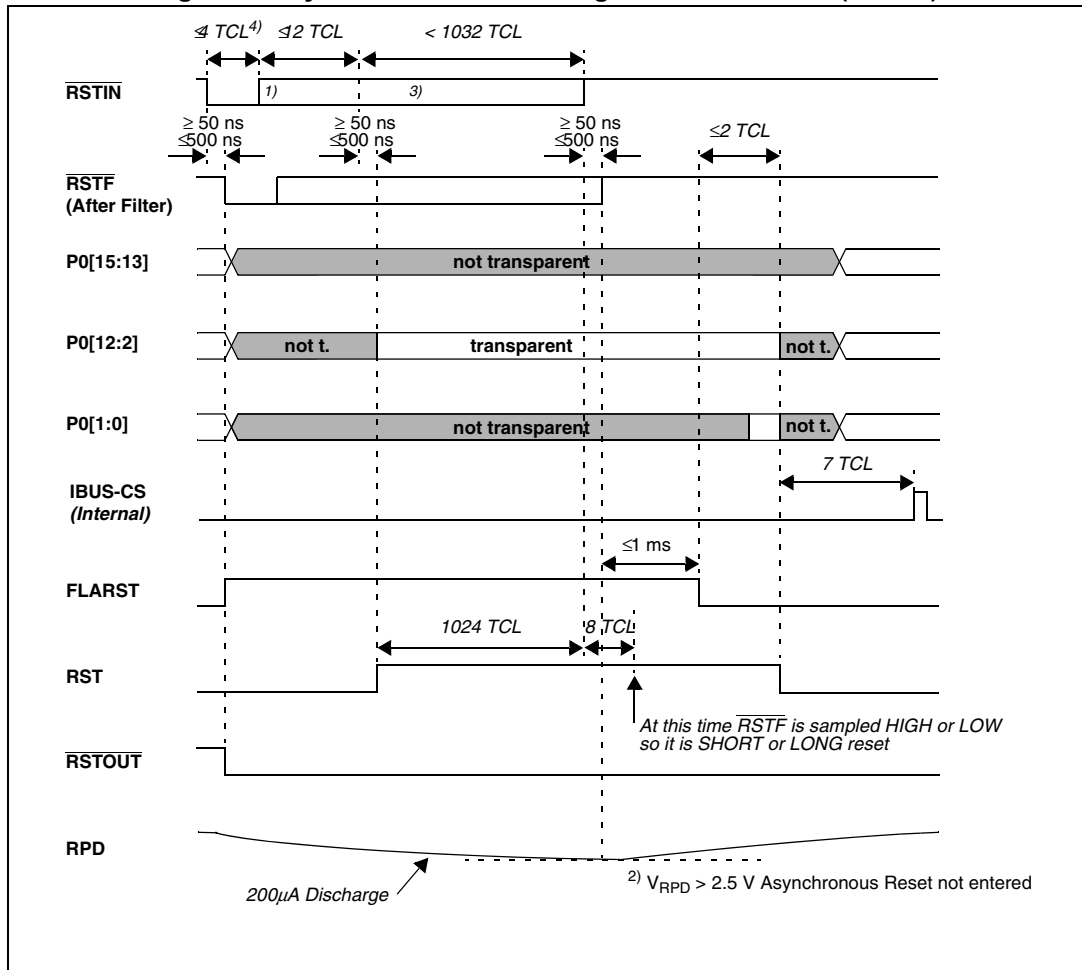 ≤4 TCL4) ≤12 TCL < 1032 TCL
RSTIN
1) 3)
≥ 50 ns ≥ 50 ns ≥ 50 ns
≤500 ns ≤500 ns ≤500 ns
≤2 TCL
RSTF
(After Filter)
P0[15:13] not transparent
P0[12:2] not t. transparent not t.
P0[1:0] not transparent not t.
7 TCL
IBUS-CS
(Internal)
≤1 ms
FLARST
1024 TCL 8 TCL
RST
At this time RSTF is sampled HIGH or LOW
so it is SHORT or LONG reset
RSTOUT
RPD
200μA Discharge
2) VRPD > 2.5 V Asynchronous Reset not entered